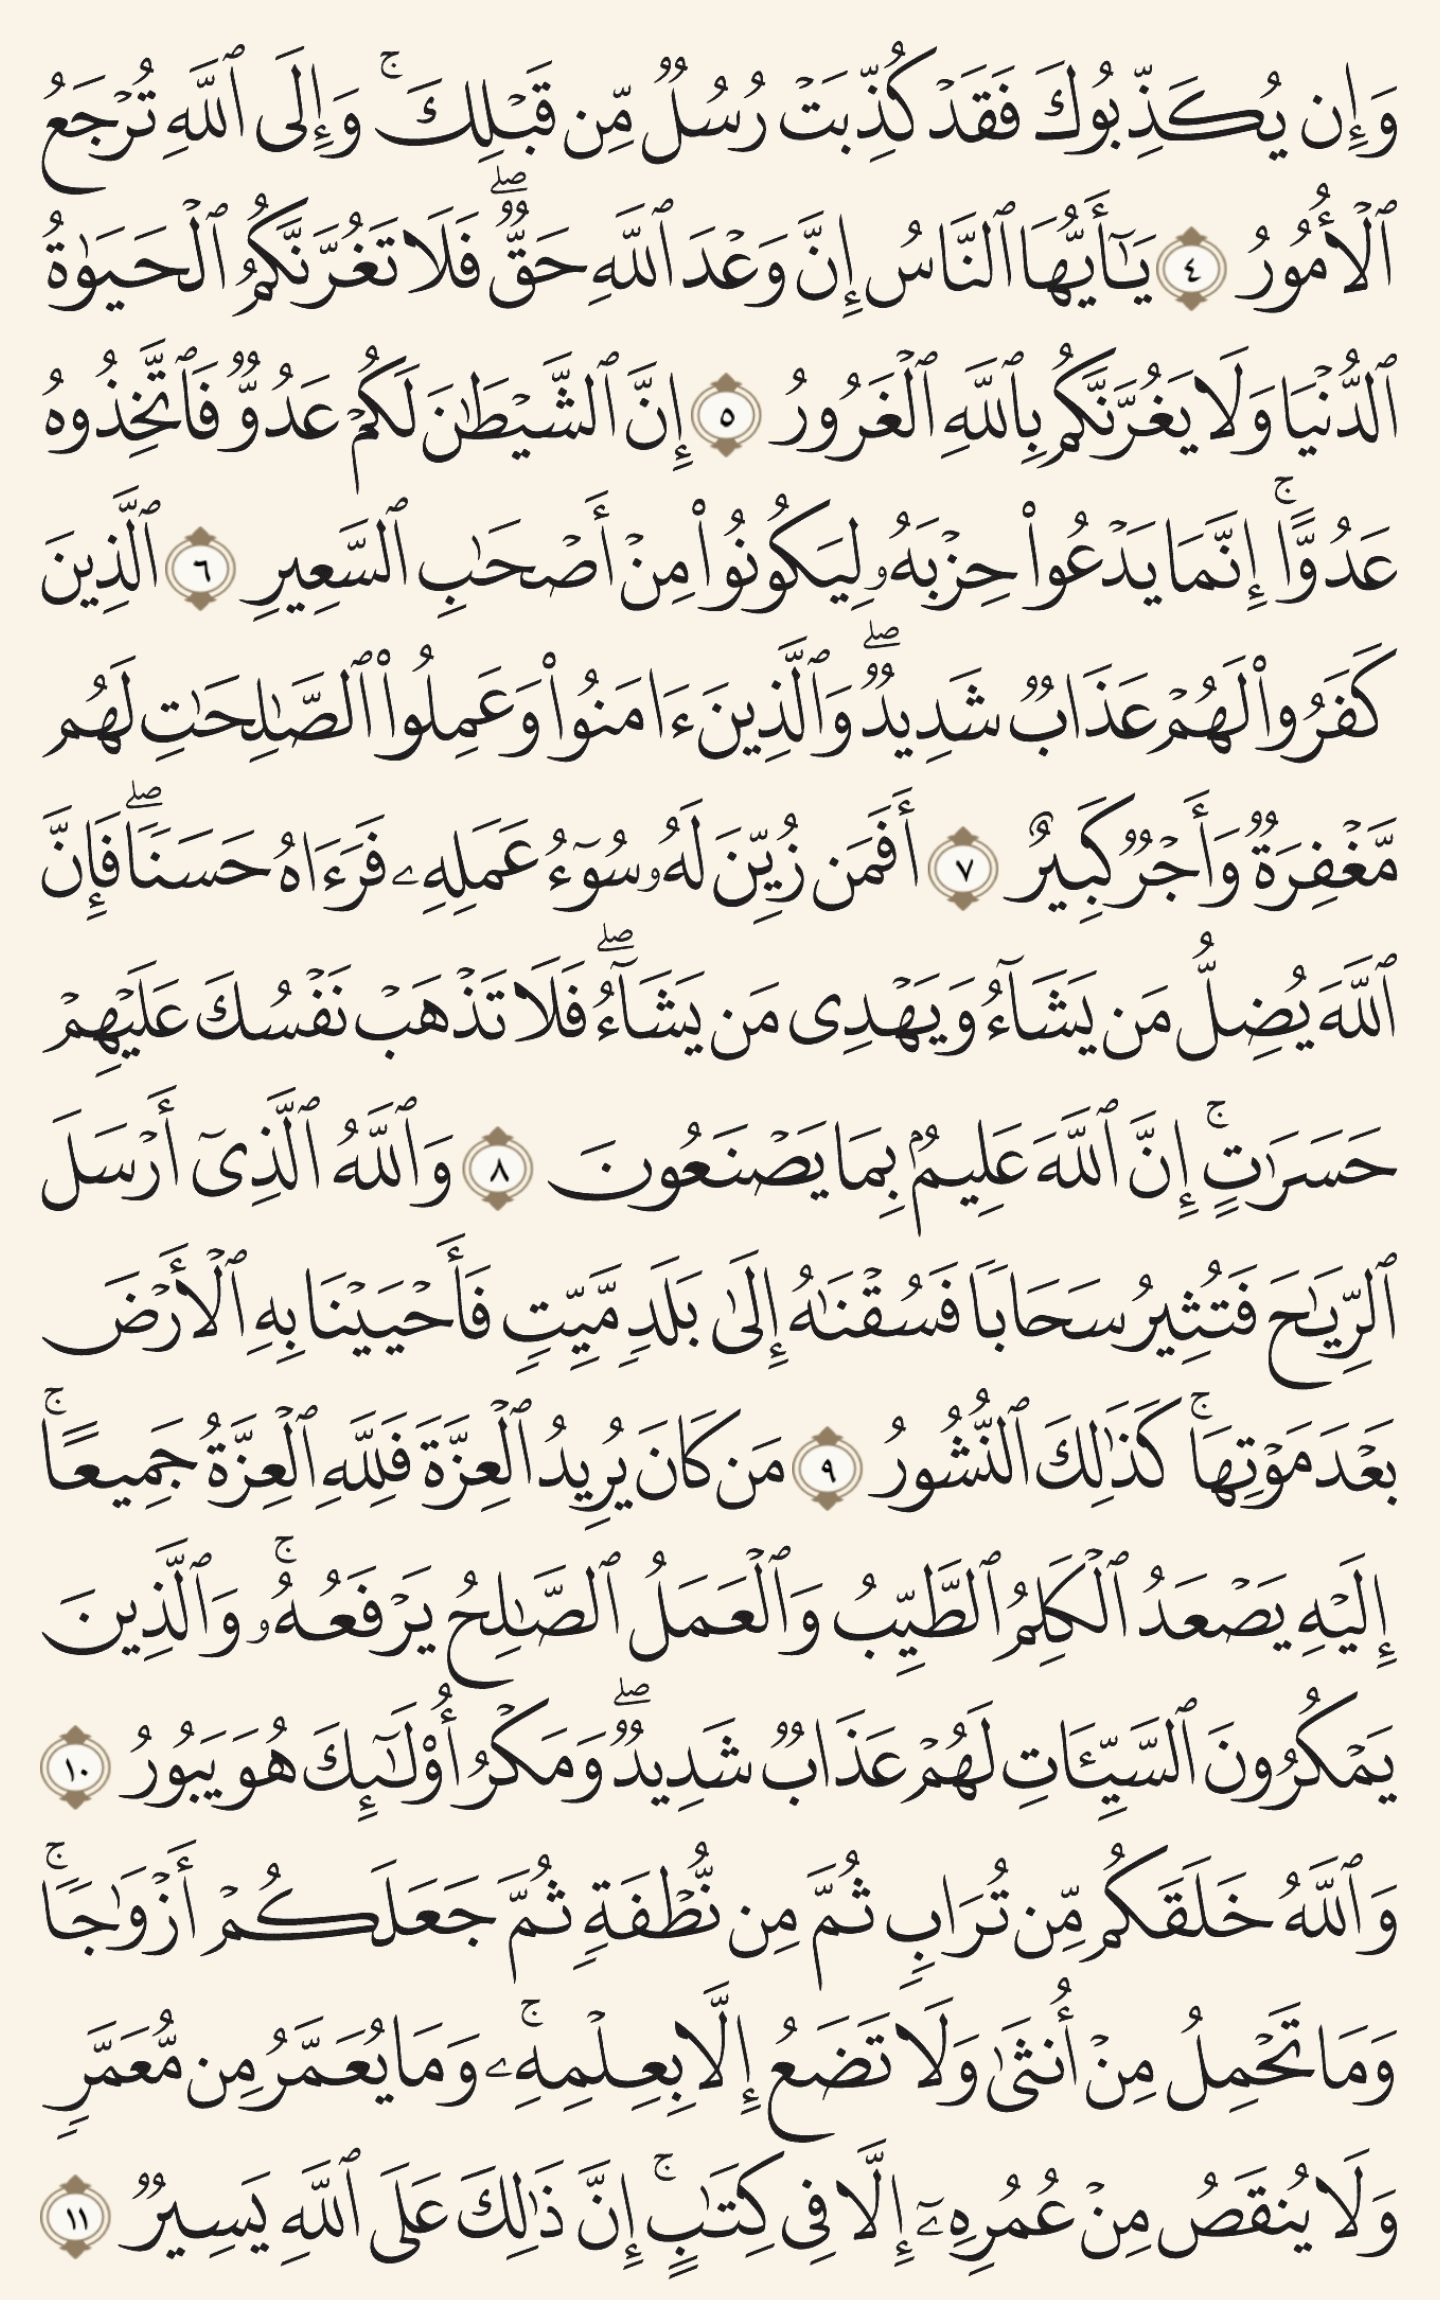 وَإِن يُكَذِّبُوكَ فَقَدْ كُذِّبَتْ رُسُلٌ مِّن قَبْلِكَ ۚ وَإِلَى ٱللَّهِ تُرْجَعُ
ٱلْأُمُورُ ٤ يَـٰٓأَيُّهَا ٱلنَّاسُ إِنَّ وَعْدَ ٱللَّهِ حَقٌّ ۖ فَلَا تَغُرَّنَّكُمُ ٱلْحَيَوٰةُ
ٱلدُّنْيَا وَلَا يَغُرَّنَّكُم بِٱللَّهِ ٱلْغَرُورُ ٥ إِنَّ ٱلشَّيْطَـٰنَ لَكُمْ عَدُوٌّ فَٱتَّخِذُوهُ
عَدُوًّا ۚ إِنَّمَا يَدْعُوا۟ حِزْبَهُۥ لِيَكُونُوا۟ مِنْ أَصْحَـٰبِ ٱلسَّعِيرِ ٦ ٱلَّذِينَ
كَفَرُوا۟ لَهُمْ عَذَابٌ شَدِيدٌ ۖ وَٱلَّذِينَ ءَامَنُوا۟ وَعَمِلُوا۟ ٱلصَّـٰلِحَـٰتِ لَهُم
مَّغْفِرَةٌ وَأَجْرٌ كَبِيرٌ ٧ أَفَمَن زُيِّنَ لَهُۥ سُوٓءُ عَمَلِهِۦ فَرَءَاهُ حَسَنًا ۖ فَإِنَّ
ٱللَّهَ يُضِلُّ مَن يَشَآءُ وَيَهْدِى مَن يَشَآءُ ۖ فَلَا تَذْهَبْ نَفْسُكَ عَلَيْهِمْ
حَسَرَٰتٍ ۚ إِنَّ ٱللَّهَ عَلِيمٌۢ بِمَا يَصْنَعُونَ ٨ وَٱللَّهُ ٱلَّذِىٓ أَرْسَلَ
ٱلرِّيَـٰحَ فَتُثِيرُ سَحَابًا فَسُقْنَـٰهُ إِلَىٰ بَلَدٍ مَّيِّتٍ فَأَحْيَيْنَا بِهِ ٱلْأَرْضَ
بَعْدَ مَوْتِهَا ۚ كَذَٰلِكَ ٱلنُّشُورُ ٩ مَن كَانَ يُرِيدُ ٱلْعِزَّةَ فَلِلَّهِ ٱلْعِزَّةُ جَمِيعًا ۚ
إِلَيْهِ يَصْعَدُ ٱلْكَلِمُ ٱلطَّيِّبُ وَٱلْعَمَلُ ٱلصَّـٰلِحُ يَرْفَعُهُۥ ۚ وَٱلَّذِينَ
يَمْكُرُونَ ٱلسَّيِّـَٔاتِ لَهُمْ عَذَابٌ شَدِيدٌ ۖ وَمَكْرُ أُو۟لَـٰٓئِكَ هُوَ يَبُورُ ١٠
وَٱللَّهُ خَلَقَكُم مِّن تُرَابٍ ثُمَّ مِن نُّطْفَةٍ ثُمَّ جَعَلَكُمْ أَزْوَٰجًا ۚ
وَمَا تَحْمِلُ مِنْ أُنثَىٰ وَلَا تَضَعُ إِلَّا بِعِلْمِهِۦ ۚ وَمَا يُعَمَّرُ مِن مُّعَمَّرٍ
وَلَا يُنقَصُ مِنْ عُمُرِهِۦٓ إِلَّا فِى كِتَـٰبٍ ۚ إِنَّ ذَٰلِكَ عَلَى ٱللَّهِ يَسِيرٌ ١١